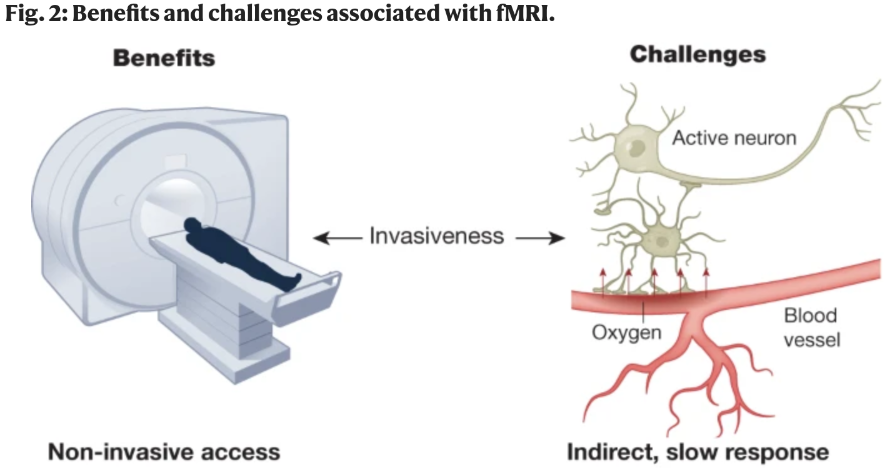 Fig. 2: Benefits and challenges associated with fMRI.
Benefits
Challenges
Active neuron
Invasiveness
Oxygen
Blood
vessel
Non-invasive access
Indirect, slow response